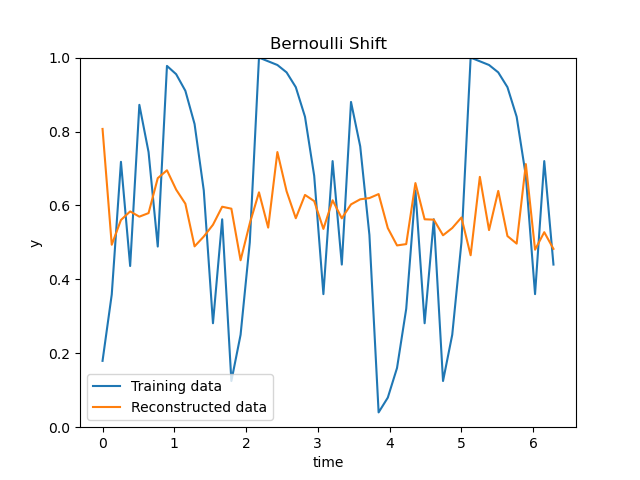 Bernoulli Shift
1.0
0.8
0.6
0.4
0.2
0.0
y
Training data
Reconstructed data
0 1 2 3 4 5 6
time